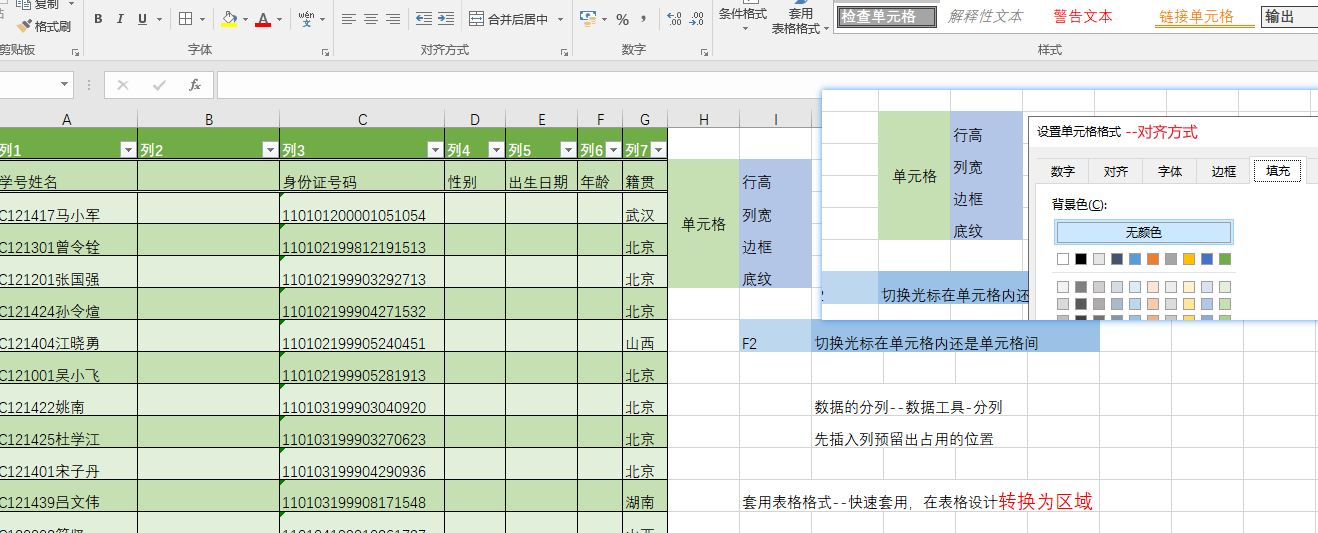 复制
格式刷
剪贴板
B I U
A
wén
文
字体
合并后居中
对齐方式
%
数字
条件格式
套用
表格格式
检查单元格
解释性文本
警告文本
链接单元格
输出
样式
fx
A B C D E F G H I
列1 列2 列3 列4 列5 列6 列7
学号姓名 身份证号码 性别 出生日期 年龄 籍贯
C121417马小军 110101200001051054 武汉
C121301曾令铨 110102199812191513 北京
C121201张国强 110102199903292713 北京
C121424孙令煊 110102199904271532 北京
C121404江晓勇 110102199905240451 山西
C121001吴小飞 110102199905281913 北京
C121422姚南 110103199903040920 北京
C121425杜学江 110103199903270623 北京
C121401宋子丹 110103199904290936 北京
C121439吕文伟 110103199908171548 湖南
单元格
行高
列宽
边框
底纹
F2 切换光标在单元格内还是单元格间
数据的分列--数据工具-分列
先插入列预留出占用的位置
套用表格格式--快速套用，在表格设计转换为区域
单元格
行高
列宽
边框
底纹
切换光标在单元格内还
设置单元格格式 --对齐方式
数字 对齐 字体 边框 填充
背景色(C):
无颜色